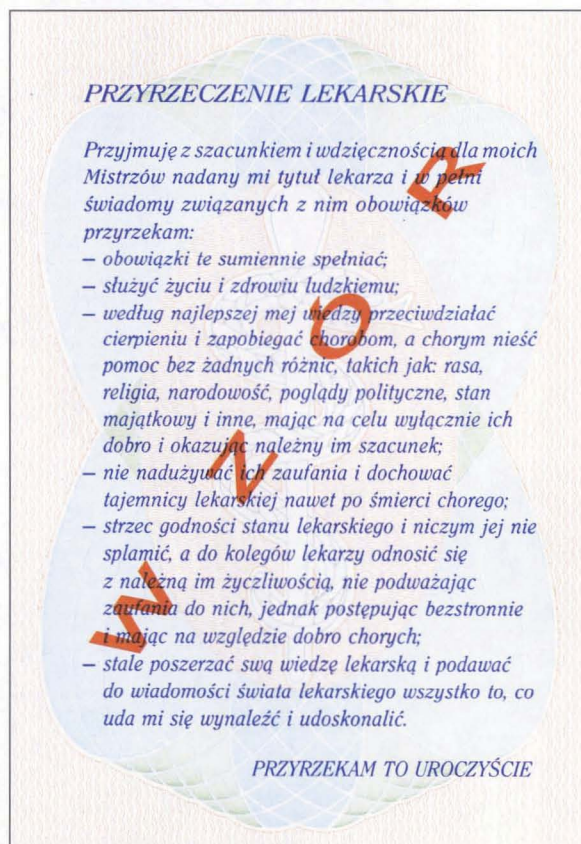 PRZYRZECZENIE LEKARSKIE
Przyjmuję z szacunkiem i wdzięcznością dla moich
Mistrzów nadany mi tytuł lekarza i w pełni
świadomy związanych z nim obowiązków
przyrzekam:
– obowiązki te sumiennie spełniać;
– służyć życiu i zdrowiu ludzkiemu;
– według najlepszej mej wiedzy przeciwdziałać
cierpieniu i zapobiegać chorobom, a chorym nieść
pomoc bez żadnych różnic, takich jak: rasa,
religia, narodowość, poglądy polityczne, stan
majątkowy i inne, mając na celu wyłącznie ich
dobro i okazując należny im szacunek;
– nie nadużywać ich zaufania i dochować
tajemnicy lekarskiej nawet po śmierci chorego;
– strzec godności stanu lekarskiego i niczym jej nie
splamić, a do kolegów lekarzy odnosić się
z należną im życzliwością, nie podważając
zaufania do nich, jednak postępując bezstronnie
i mając na względzie dobro chorych;
– stale poszerzać swą wiedzę lekarską i podawać
do wiadomości świata lekarskiego wszystko to, co
uda mi się wynaleźć i udoskonalić.
PRZYRZEKAM TO UROCZYŚCIE
WZÓR